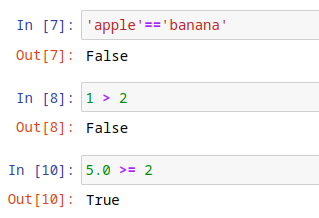 In [7]: 'apple'=='banana'
Out[7]: False
In [8]: 1 > 2
Out[8]: False
In [10]: 5.0 >= 2
Out[10]: True